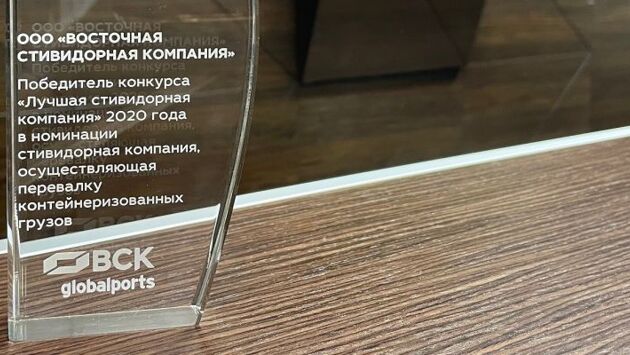 ООО «ВОСТОЧНАЯ
СТИВИДОРНАЯ КОМПАНИЯ»
Победитель конкурса
«Лучшая стивидорная
компания» 2020 года
в номинации
стивидорная компания,
осуществляющая
перевалку
контейнеризованных
грузов
ВСК
globalports